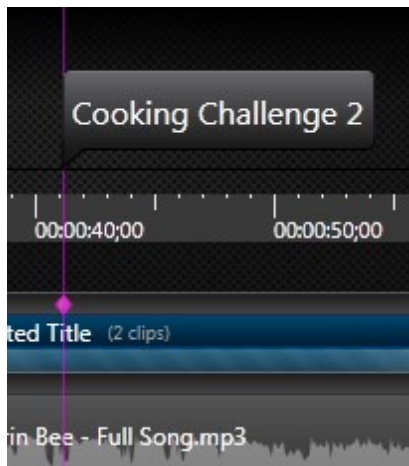 Cooking Challenge 2
00:00:40;00 00:00:50;00
ted Title (2 clips)
rin Bee - Full Song.mp3